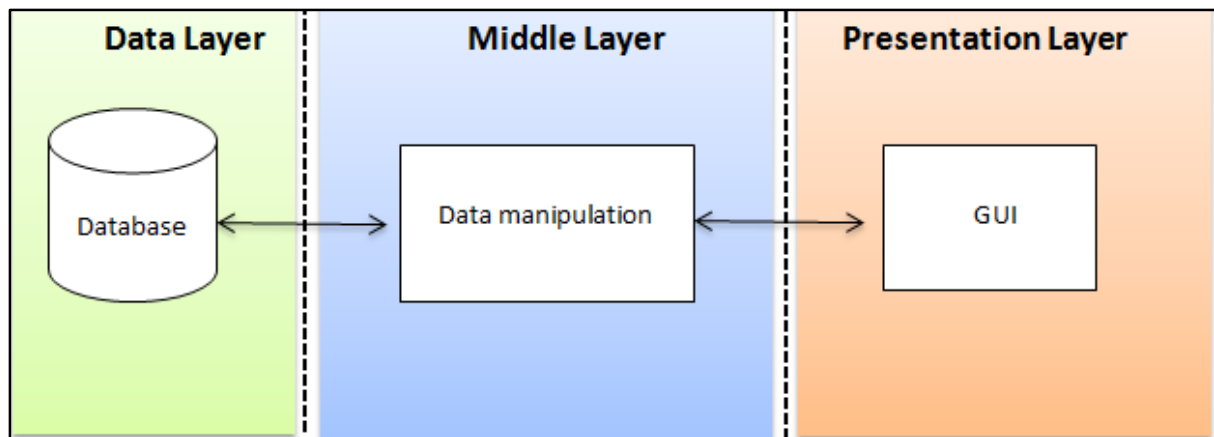 Data Layer
Middle Layer
Presentation Layer
Database
Data manipulation
GUI